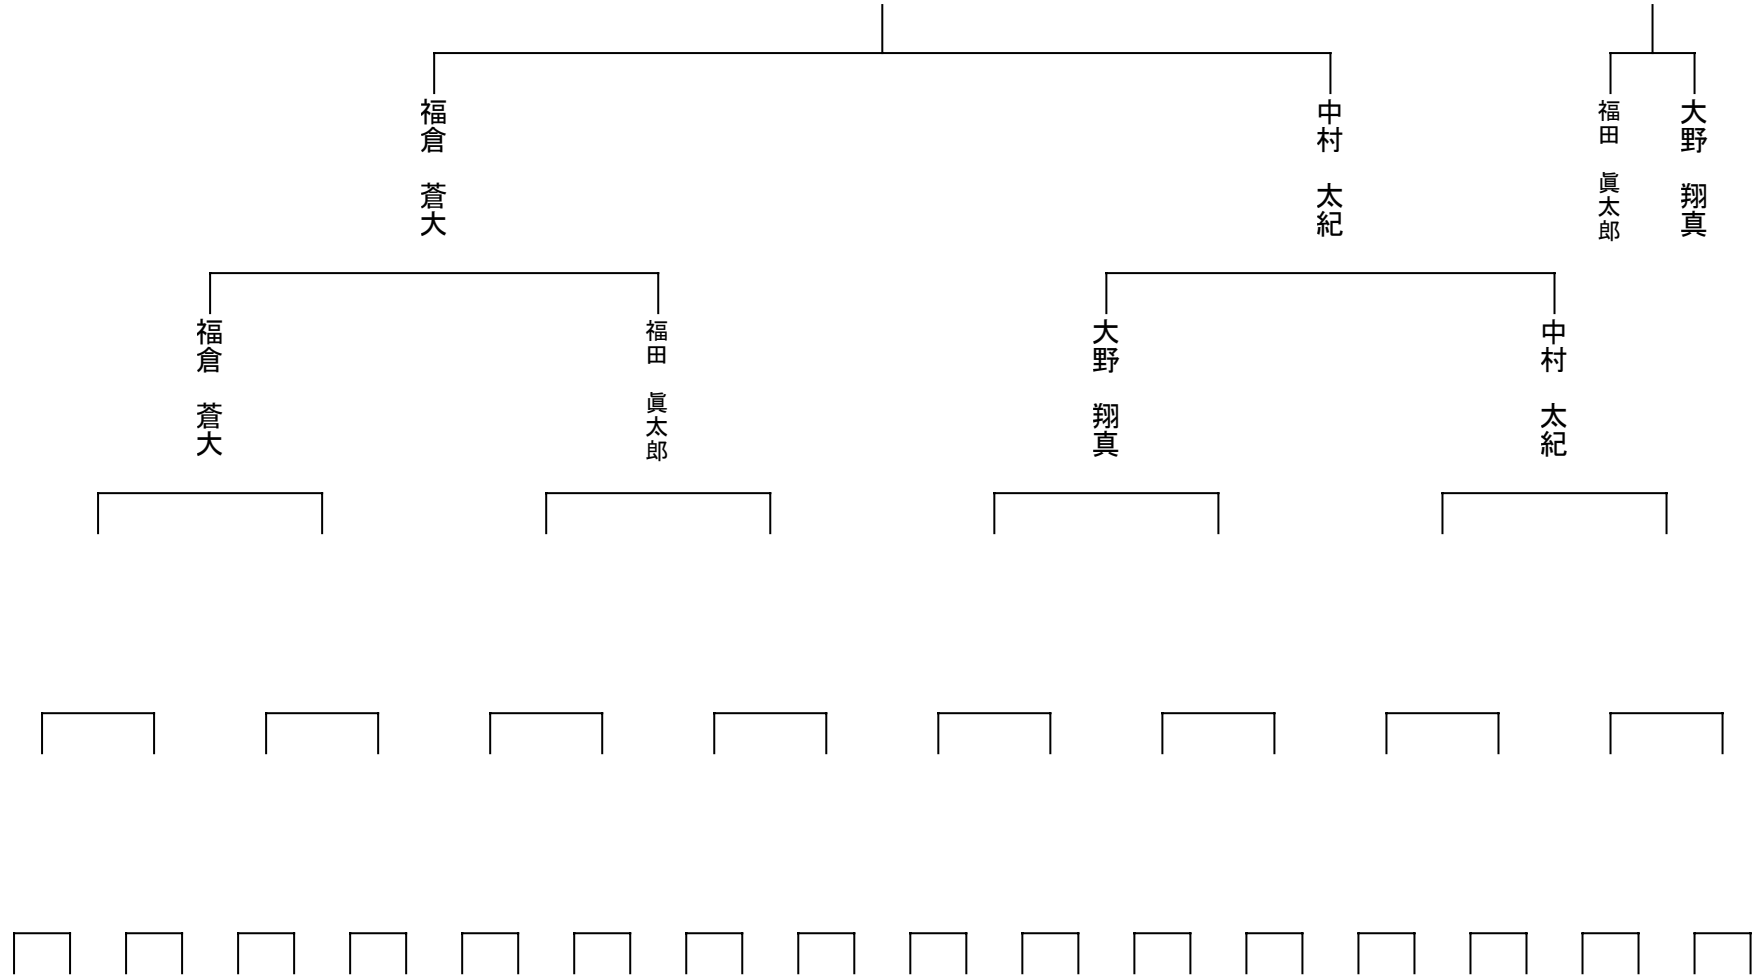 福倉　蒼大
中村　太紀
福田　眞太郎
大野　翔真
福倉　蒼大
福田　眞太郎
大野　翔真
中村　太紀